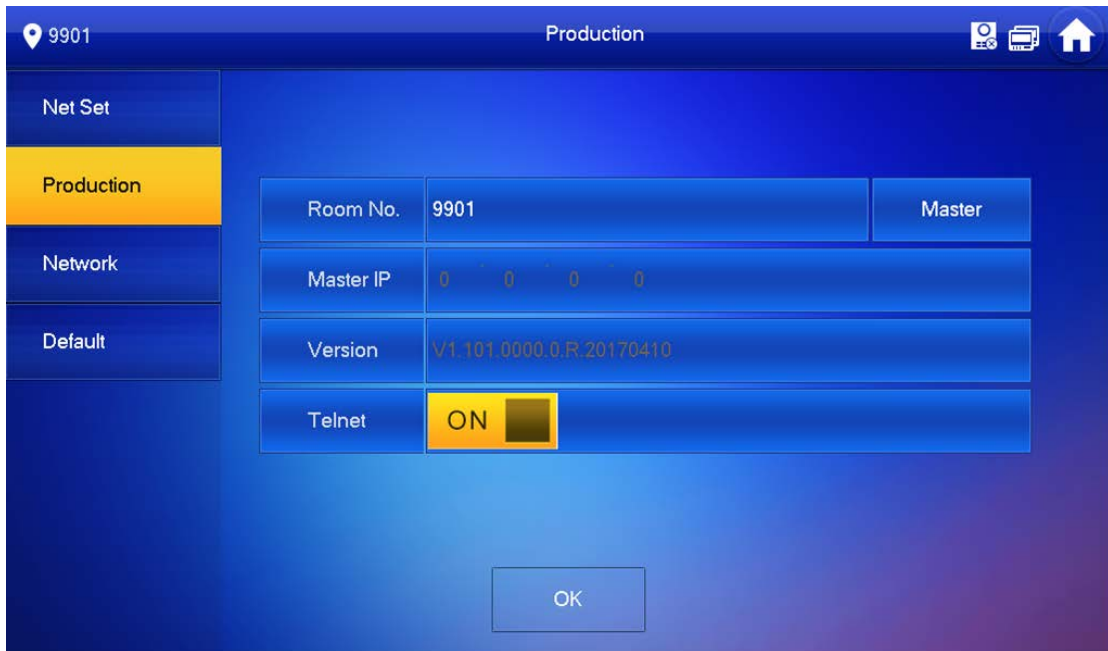 9901
Production
Net Set
Production
Network
Default
Room No. 9901 Master
Master IP 0 . 0 . 0 . 0
Version V1.101.0000.0.R.20170410
Telnet ON
OK